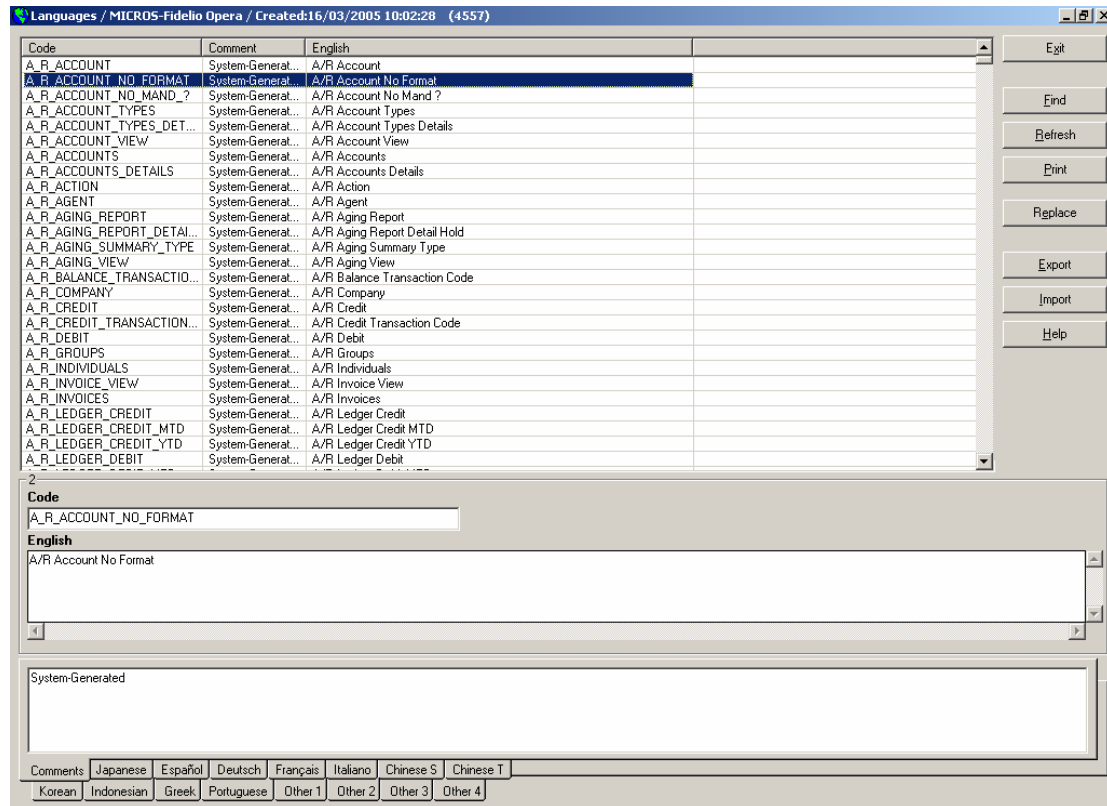 Languages / MICROS-Fidelio Opera / Created:16/03/2005 10:02:28 (4557)
Code Comment English
Exit
A_R_ACCOUNT System-Generat... A/R Account
A_R_ACCOUNT_NO_FORMAT System-Generat... A/R Account No Format
A_R_ACCOUNT_NO_MAND_? System-Generat... A/R Account No Mand ?
Find
A_R_ACCOUNT_TYPES System-Generat... A/R Account Types
A_R_ACCOUNT_TYPES_DET... System-Generat... A/R Account Types Details
A_R_ACCOUNT_VIEW System-Generat... A/R Account View
Refresh
A_R_ACCOUNTS System-Generat... A/R Accounts
A_R_ACCOUNTS_DETAILS System-Generat... A/R Accounts Details
Print
A_R_ACTION System-Generat... A/R Action
A_R_AGENT System-Generat... A/R Agent
A_R_AGING_REPORT System-Generat... A/R Aging Report
Replace
A_R_AGING_REPORT_DETAI... System-Generat... A/R Aging Report Detail Hold
A_R_AGING_SUMMARY_TYPE System-Generat... A/R Aging Summary Type
A_R_AGING_VIEW System-Generat... A/R Aging View
Export
A_R_BALANCE_TRANSACTIO... System-Generat... A/R Balance Transaction Code
A_R_COMPANY System-Generat... A/R Company
A_R_CREDIT System-Generat... A/R Credit
Import
A_R_CREDIT_TRANSACTION... System-Generat... A/R Credit Transaction Code
A_R_DEBIT System-Generat... A/R Debit
Help
A_R_GROUPS System-Generat... A/R Groups
A_R_INDIVIDUALS System-Generat... A/R Individuals
A_R_INVOICE_VIEW System-Generat... A/R Invoice View
A_R_INVOICES System-Generat... A/R Invoices
A_R_LEDGER_CREDIT System-Generat... A/R Ledger Credit
A_R_LEDGER_CREDIT_MTD System-Generat... A/R Ledger Credit MTD
A_R_LEDGER_CREDIT_YTD System-Generat... A/R Ledger Credit YTD
A_R_LEDGER_DEBIT System-Generat... A/R Ledger Debit
2
Code
A_R_ACCOUNT_NO_FORMAT
English
A/R Account No Format
System-Generated
Comments Japanese Español Deutsch Français Italiano Chinese S Chinese T
Korean Indonesian Greek Portuguese Other 1 Other 2 Other 3 Other 4